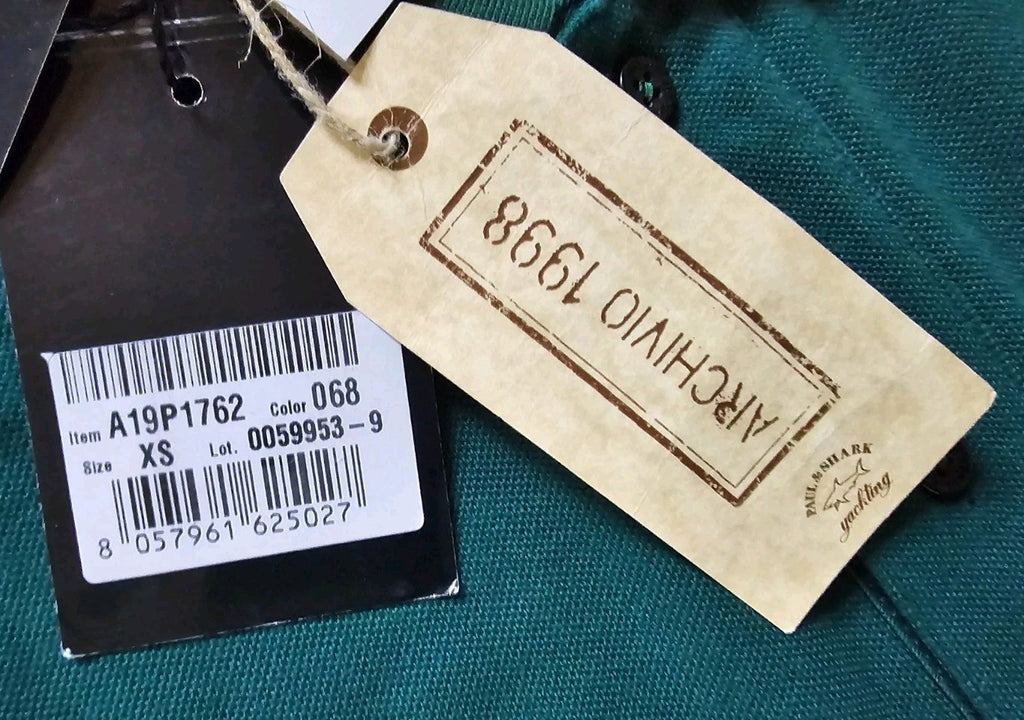 Item A19P1762 Color 068
Size XS Lot. 0059953-9
8 057961 625027
ARCHIVIO 1998
PAUL & SHARK
yachting